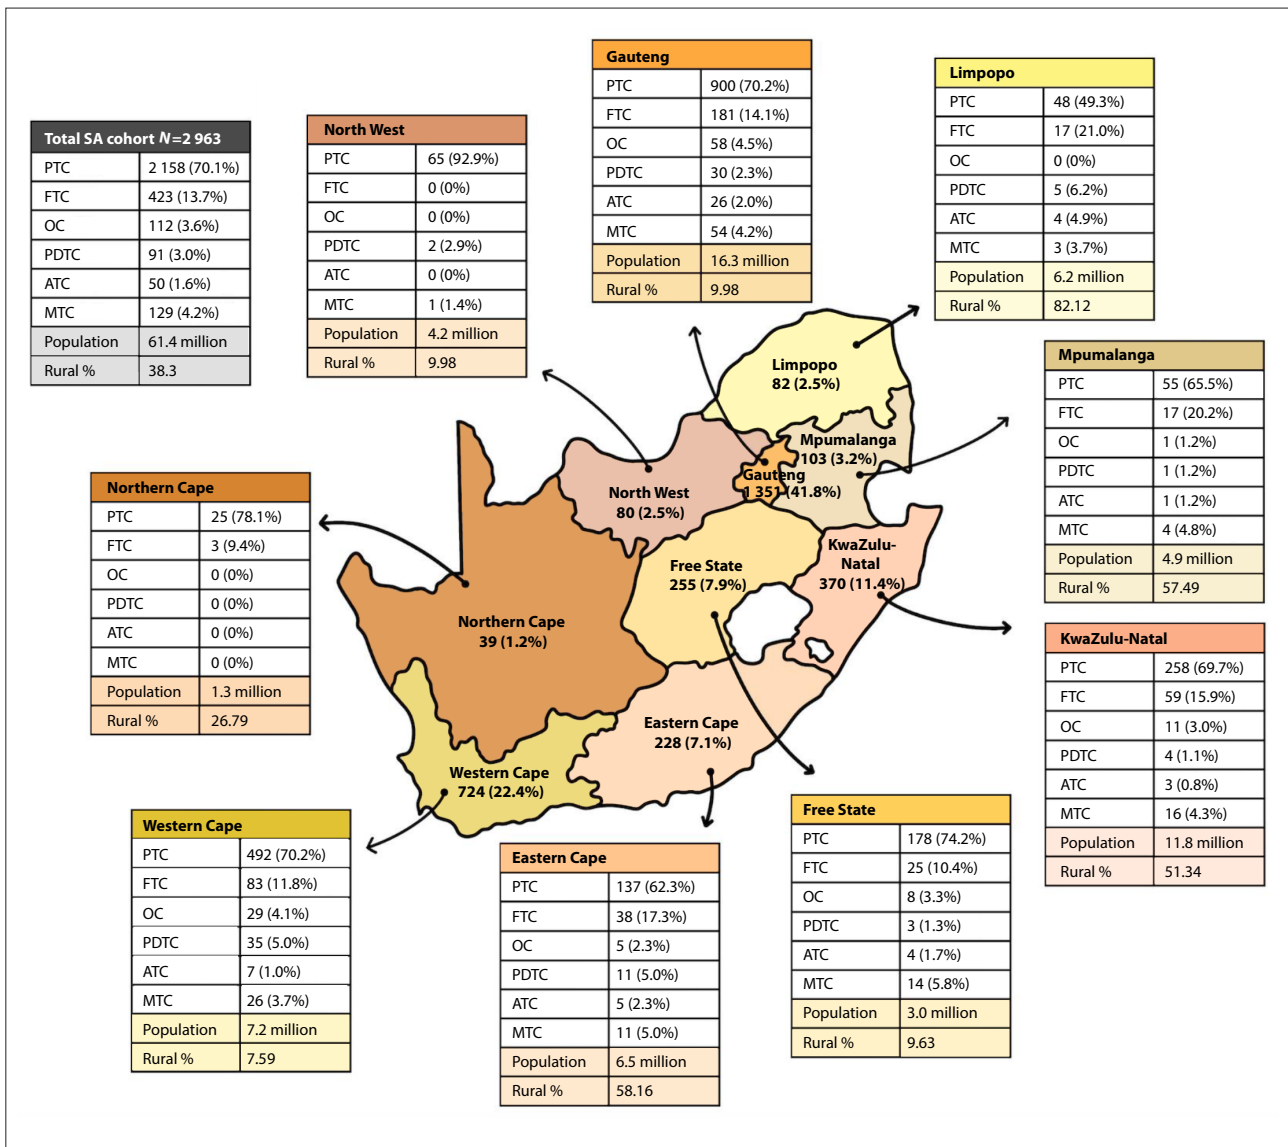 Total SA cohort N=2 963
PTC 2 158 (70.1%)
FTC 423 (13.7%)
OC 112 (3.6%)
PDTC 91 (3.0%)
ATC 50 (1.6%)
MTC 129 (4.2%)
Population 61.4 million
Rural % 38.3
North West
PTC 65 (92.9%)
FTC 0 (0%)
OC 0 (0%)
PDTC 2 (2.9%)
ATC 0 (0%)
MTC 1 (1.4%)
Population 4.2 million
Rural % 9.98
Gauteng
PTC 900 (70.2%)
FTC 181 (14.1%)
OC 58 (4.5%)
PDTC 30 (2.3%)
ATC 26 (2.0%)
MTC 54 (4.2%)
Population 16.3 million
Rural % 9.98
Limpopo
PTC 48 (49.3%)
FTC 17 (21.0%)
OC 0 (0%)
PDTC 5 (6.2%)
ATC 4 (4.9%)
MTC 3 (3.7%)
Population 6.2 million
Rural % 82.12
Mpumalanga
PTC 55 (65.5%)
FTC 17 (20.2%)
OC 1 (1.2%)
PDTC 1 (1.2%)
ATC 1 (1.2%)
MTC 4 (4.8%)
Population 4.9 million
Rural % 57.49
Limpopo
82 (2.5%)
Mpumalanga
103 (3.2%)
Gauteng
1 351 (41.8%)
North West
80 (2.5%)
KwaZulu-
Natal
370 (11.4%)
Free State
255 (7.9%)
Northern Cape
39 (1.2%)
Eastern Cape
228 (7.1%)
Western Cape
724 (22.4%)
Northern Cape
PTC 25 (78.1%)
FTC 3 (9.4%)
OC 0 (0%)
PDTC 0 (0%)
ATC 0 (0%)
MTC 0 (0%)
Population 1.3 million
Rural % 26.79
KwaZulu-Natal
PTC 258 (69.7%)
FTC 59 (15.9%)
OC 11 (3.0%)
PDTC 4 (1.1%)
ATC 3 (0.8%)
MTC 16 (4.3%)
Population 11.8 million
Rural % 51.34
Western Cape
PTC 492 (70.2%)
FTC 83 (11.8%)
OC 29 (4.1%)
PDTC 35 (5.0%)
ATC 7 (1.0%)
MTC 26 (3.7%)
Population 7.2 million
Rural % 7.59
Eastern Cape
PTC 137 (62.3%)
FTC 38 (17.3%)
OC 5 (2.3%)
PDTC 11 (5.0%)
ATC 5 (2.3%)
MTC 11 (5.0%)
Population 6.5 million
Rural % 58.16
Free State
PTC 178 (74.2%)
FTC 25 (10.4%)
OC 8 (3.3%)
PDTC 3 (1.3%)
ATC 4 (1.7%)
MTC 14 (5.8%)
Population 3.0 million
Rural % 9.63